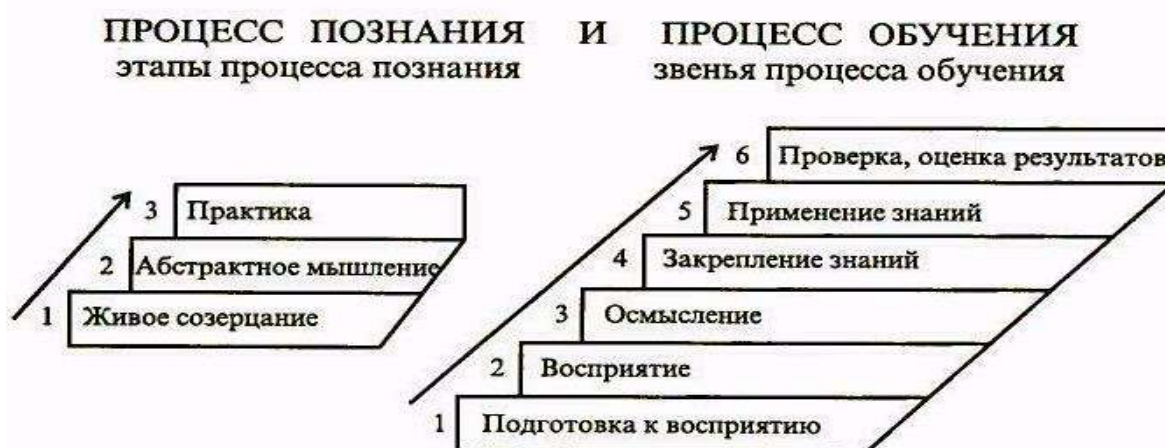 ПРОЦЕСС ПОЗНАНИЯ И ПРОЦЕСС ОБУЧЕНИЯ
этапы процесса познания звенья процесса обучения
3 Практика
2 Абстрактное мышление
1 Живое созерцание
6 Проверка, оценка результатов
5 Применение знаний
4 Закрепление знаний
3 Осмысление
2 Восприятие
1 Подготовка к восприятию